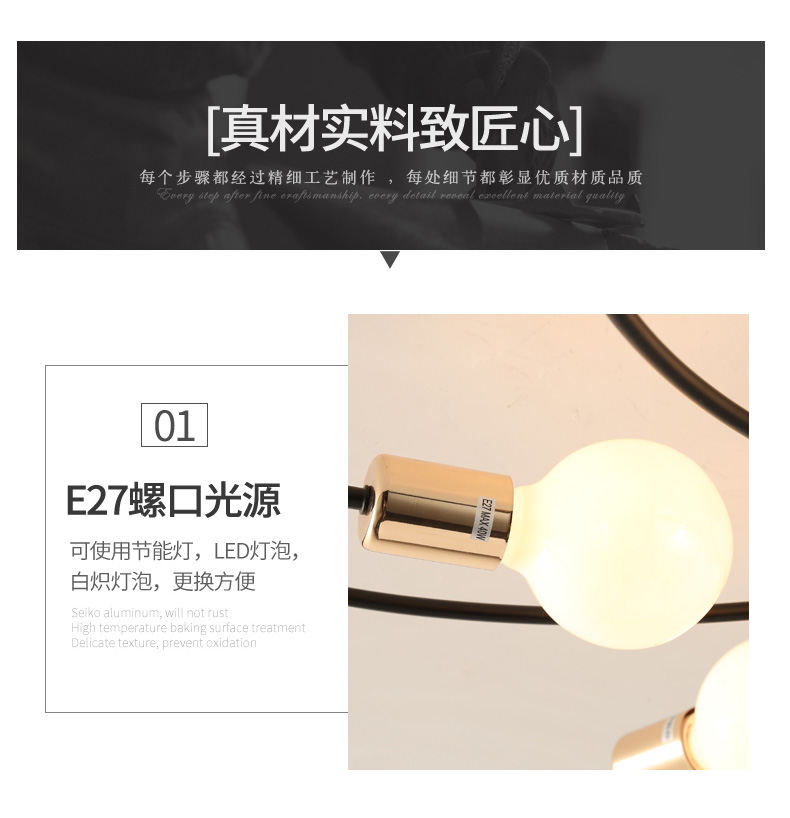 [真材实料致匠心]
每个步骤都经过精细工艺制作 ，每处细节都彰显优质材质品质
Every step after fine craftsmanship, every detail reveal excellent material quality
01
E27螺口光源
可使用节能灯，LED灯泡，
白炽灯泡，更换方便
Seiko aluminum, will not rust
High temperature baking surface treatment
Delicate texture, prevent oxidation
E27 MAX 40W